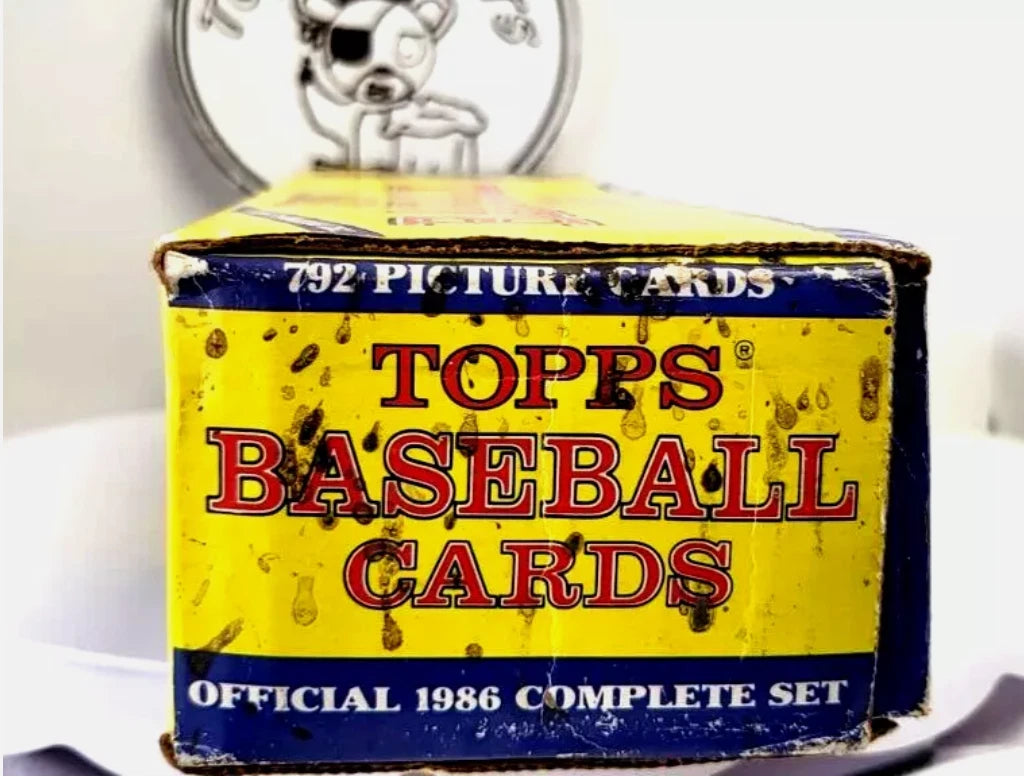 792 PICTURE CARDS
TOPPS®
BASEBALL
CARDS
OFFICIAL 1986 COMPLETE SET